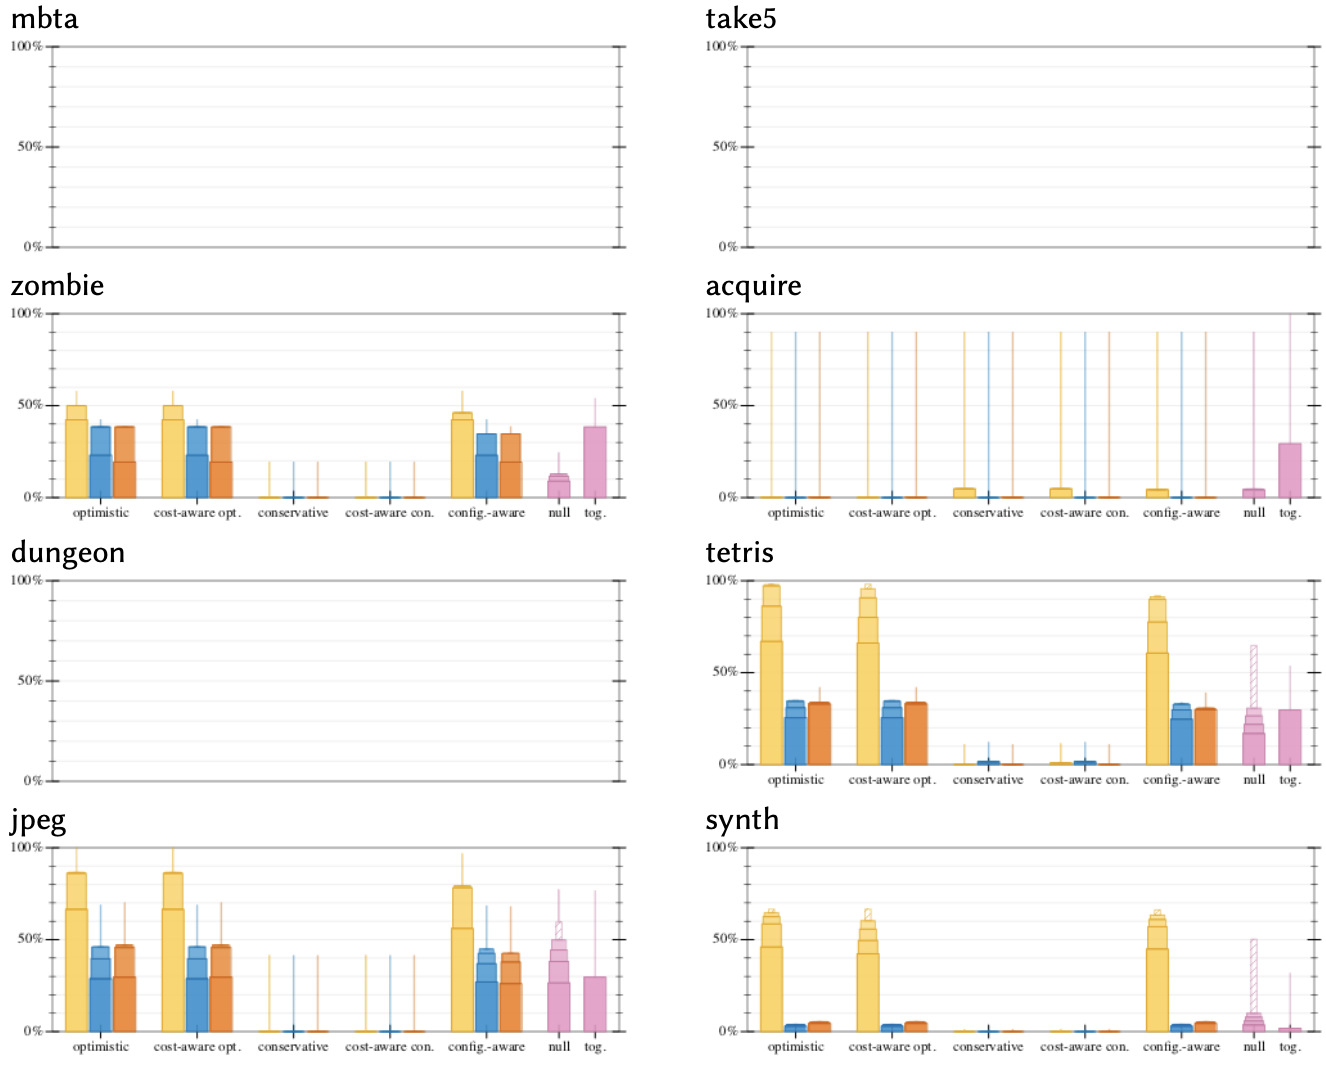 mbta
100%
50%
0%
take5
100%
50%
0%
zombie
100%
50%
0%
optimistic cost-aware opt. conservative cost-aware con. config.-aware null tog.
acquire
100%
50%
0%
optimistic cost-aware opt. conservative cost-aware con. config.-aware null tog.
dungeon
100%
50%
0%
tetris
100%
50%
0%
optimistic cost-aware opt. conservative cost-aware con. config.-aware null tog.
jpeg
100%
50%
0%
optimistic cost-aware opt. conservative cost-aware con. config.-aware null tog.
synth
100%
50%
0%
optimistic cost-aware opt. conservative cost-aware con. config.-aware null tog.